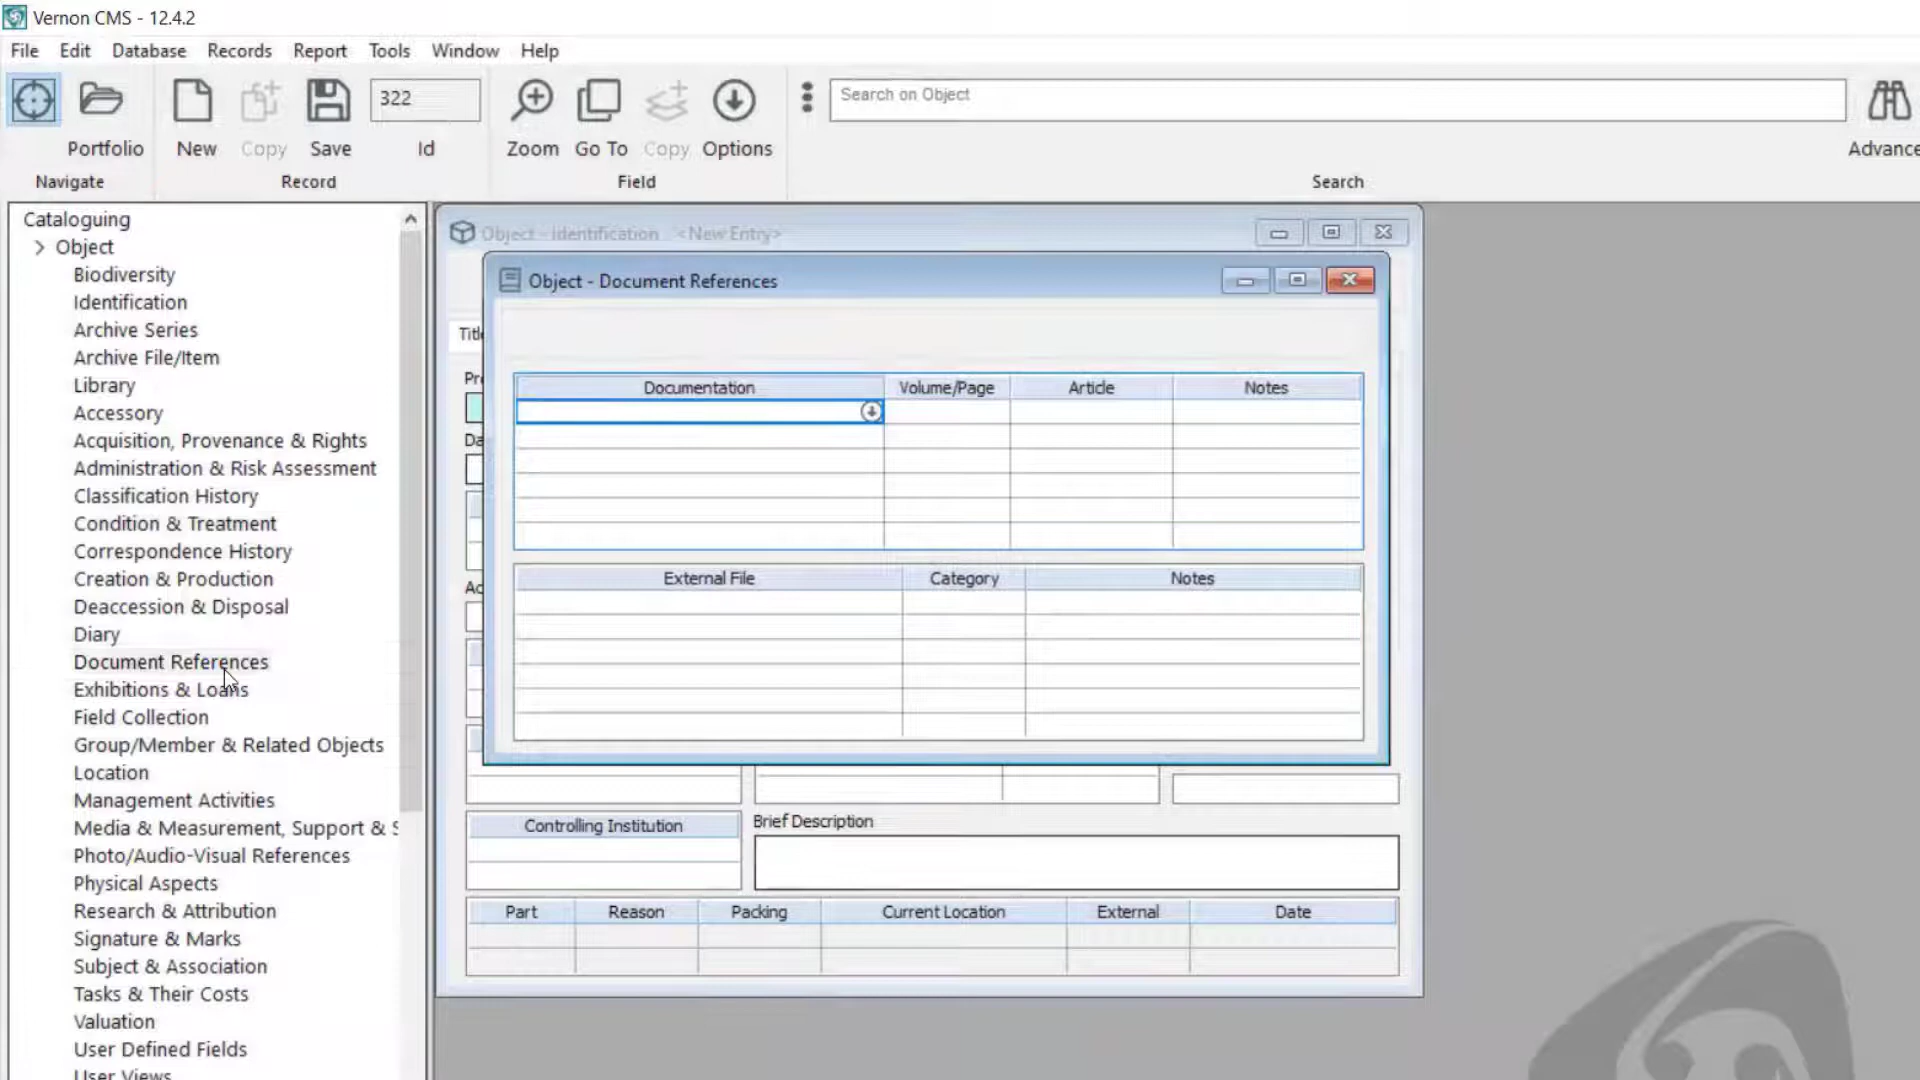 Vernon CMS - 12.4.2
File Edit Database Records Report Tools Window Help
322
Search on Object
Portfolio New Copy Save Id Zoom Go To Copy Options Advance
Navigate Record Field Search
Cataloguing
Object
Biodiversity
Identification
Archive Series
Archive File/Item
Library
Accessory
Acquisition, Provenance & Rights
Administration & Risk Assessment
Classification History
Condition & Treatment
Correspondence History
Creation & Production
Deaccession & Disposal
Diary
Document References
Exhibitions & Loans
Field Collection
Group/Member & Related Objects
Location
Management Activities
Media & Measurement, Support & S
Photo/Audio-Visual References
Physical Aspects
Research & Attribution
Signature & Marks
Subject & Association
Tasks & Their Costs
Valuation
User Defined Fields
User Views
Object - Identification <New Entry>
Object - Document References
Title
Pr
Da
Ac
Documentation Volume/Page Article Notes
External File Category Notes
Controlling Institution
Brief Description
Part Reason Packing Current Location External Date